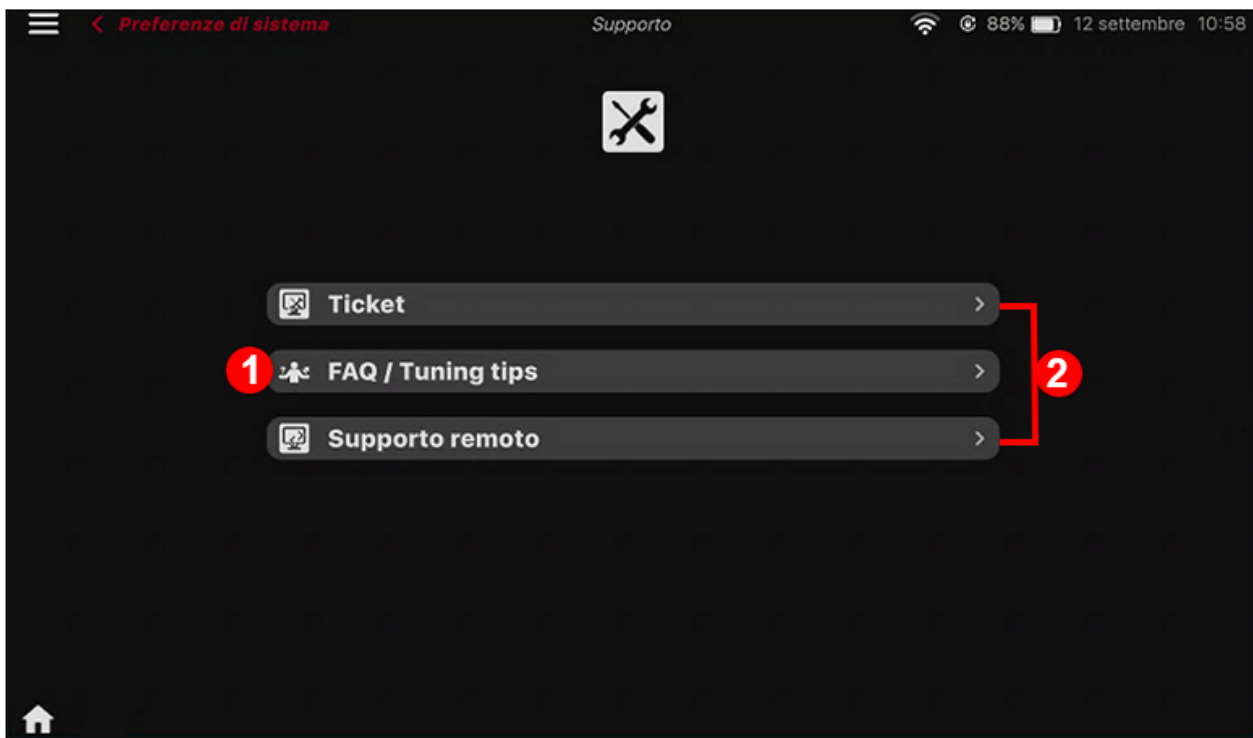 Preferenze di sistema Supporto 88% 12 settembre 10:58
Ticket
1 FAQ / Tuning tips 2
Supporto remoto